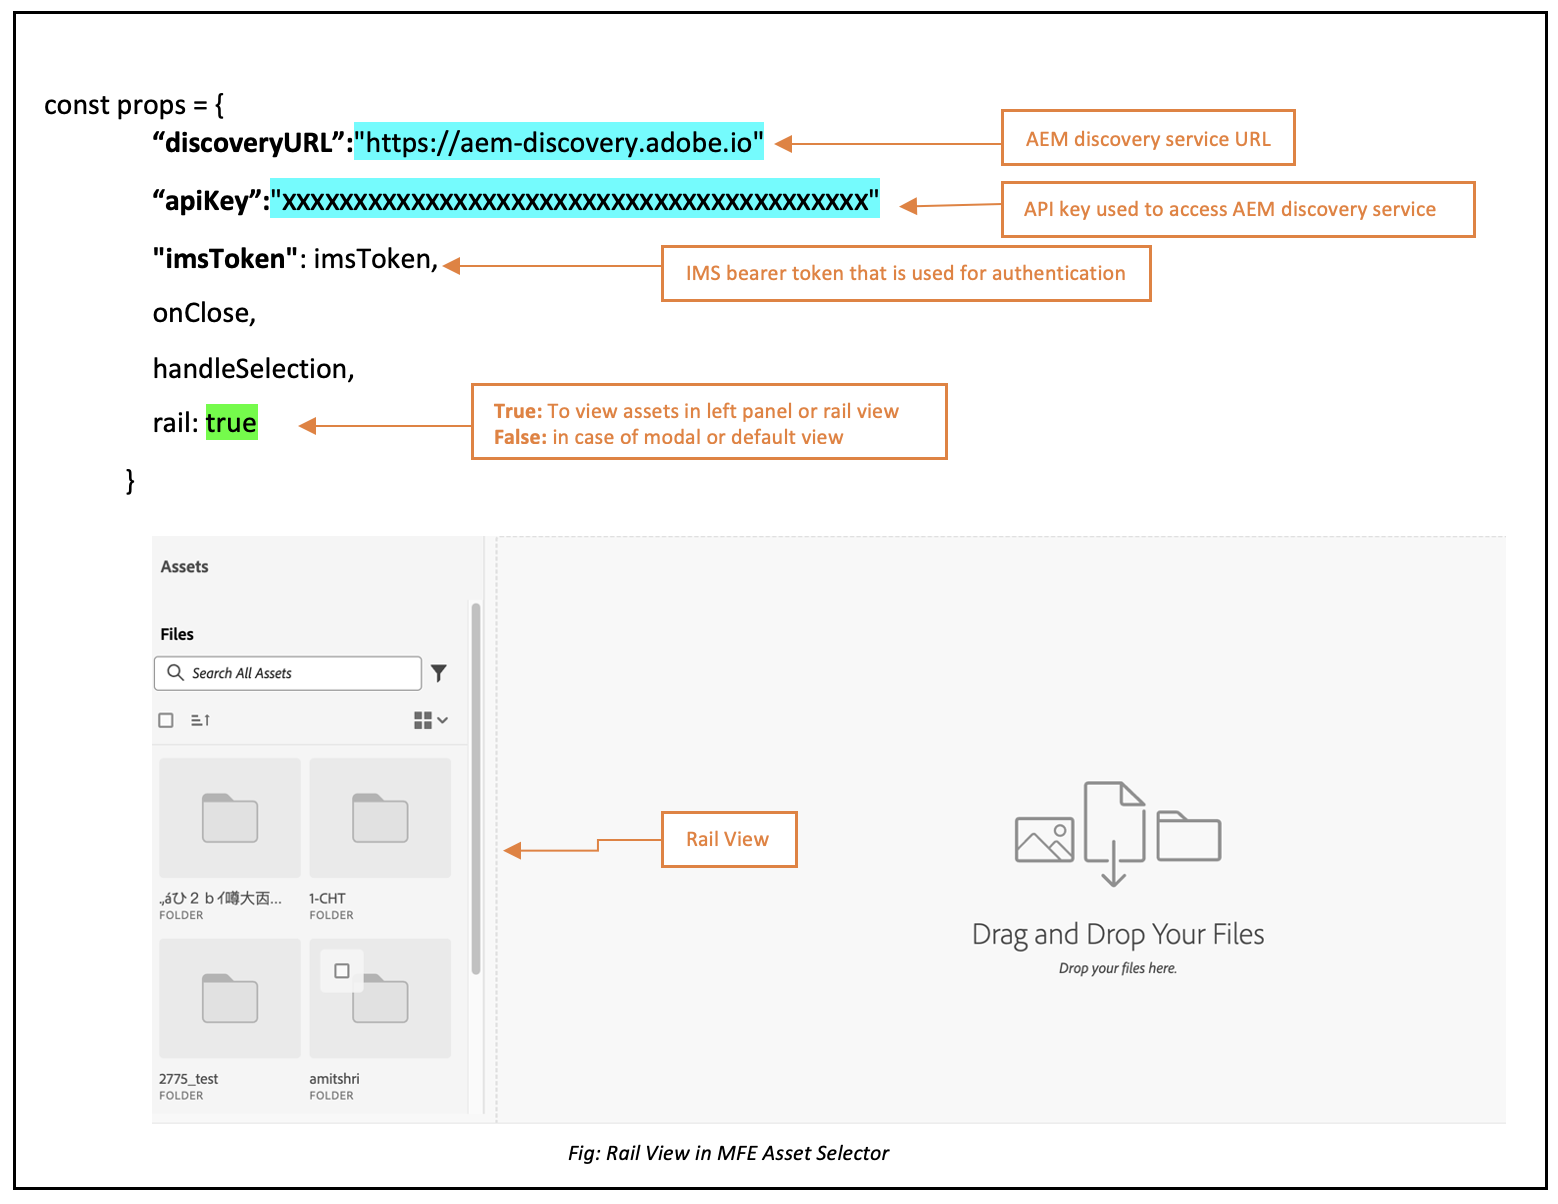 const props = {
“discoveryURL”:"https://aem-discovery.adobe.io"
AEM discovery service URL
“apiKey”:"xxxxxxxxxxxxxxxxxxxxxxxxxxxxxxxxxxxxxxxxx"
API key used to access AEM discovery service
"imsToken": imsToken,
IMS bearer token that is used for authentication
onClose,
handleSelection,
rail: true
True: To view assets in left panel or rail view
False: in case of modal or default view
}
Assets
Files
Search All Assets
.,áひ２ｂｲ噂大㐁...
FOLDER
1-CHT
FOLDER
2775_test
FOLDER
amitshri
FOLDER
Rail View
Drag and Drop Your Files
Drop your files here.
Fig: Rail View in MFE Asset Selector